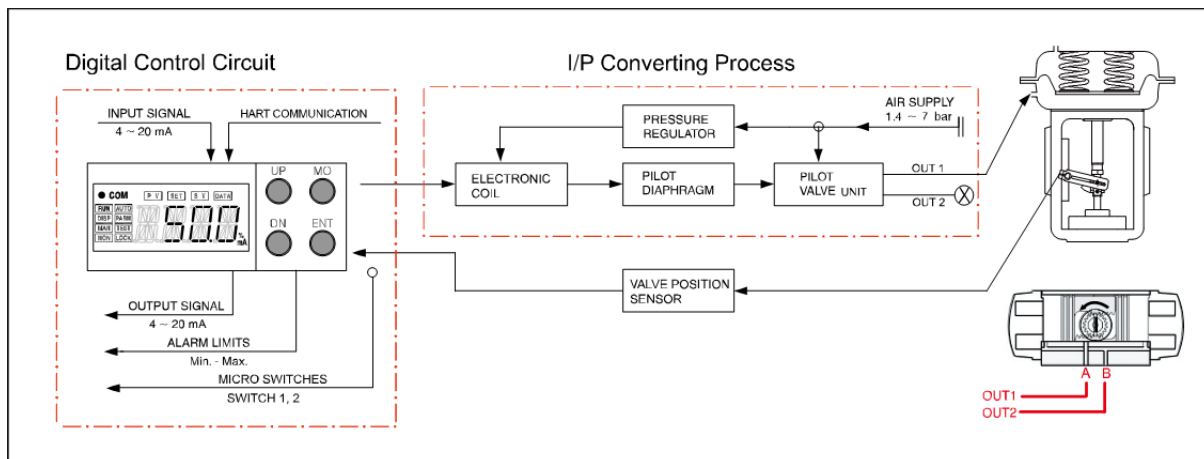 Digital Control Circuit
I/P Converting Process
INPUT SIGNAL
4 ~ 20 mA
HART COMMUNICATION
UP
MO
DN
ENT
COM
P V
SET
S V
DATA
RUN
AUTO
DISP
PARM
MAN
TEST
MON
LOCK
50.0
%
mA
OUTPUT SIGNAL
4 ~ 20 mA
ALARM LIMITS
Min. - Max.
MICRO SWITCHES
SWITCH 1, 2
PRESSURE
REGULATOR
AIR SUPPLY
1.4 ~ 7 bar
ELECTRONIC
COIL
PILOT
DIAPHRAGM
PILOT
VALVE UNIT
OUT 1
OUT 2
VALVE POSITION
SENSOR
A
B
OUT1
OUT2